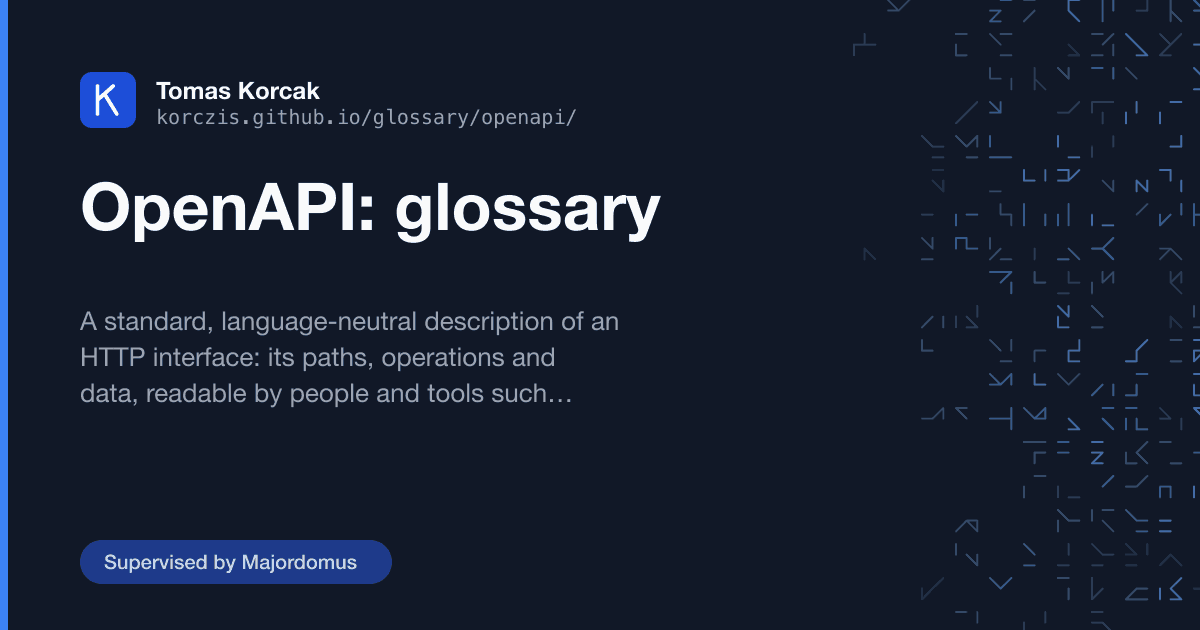 K
Tomas Korcak
korczis.github.io/glossary/openapi/
OpenAPI: glossary
A standard, language-neutral description of an
HTTP interface: its paths, operations and
data, readable by people and tools such…
Supervised by Majordomus